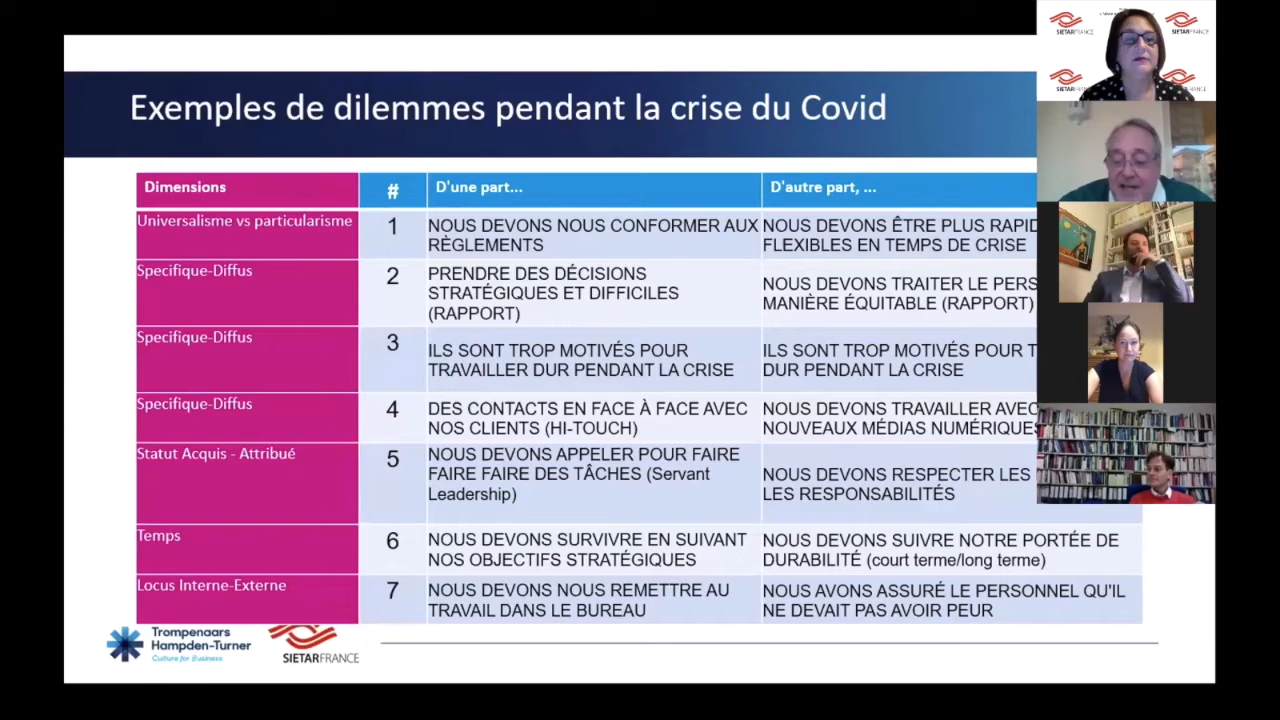 SIETARFRANCE
SIETARFRANCE
SIETARFRANCE
Exemples de dilemmes pendant la crise du Covid
Dimensions
#
D'une part...
D'autre part, ...
Universalisme vs particularisme
1
NOUS DEVONS NOUS CONFORMER AUX
RÈGLEMENTS
NOUS DEVONS ÊTRE PLUS RAPID
FLEXIBLES EN TEMPS DE CRISE
Specifique-Diffus
2
PRENDRE DES DÉCISIONS
STRATÉGIQUES ET DIFFICILES
(RAPPORT)
NOUS DEVONS TRAITER LE PERS
MANIÈRE ÉQUITABLE (RAPPORT)
Specifique-Diffus
3
ILS SONT TROP MOTIVÉS POUR
TRAVAILLER DUR PENDANT LA CRISE
ILS SONT TROP MOTIVÉS POUR T
DUR PENDANT LA CRISE
Specifique-Diffus
4
DES CONTACTS EN FACE À FACE AVEC
NOS CLIENTS (HI-TOUCH)
NOUS DEVONS TRAVAILLER AVEC
NOUVEAUX MÉDIAS NUMÉRIQUES
Statut Acquis - Attribué
5
NOUS DEVONS APPELER POUR FAIRE
FAIRE FAIRE DES TÂCHES (Servant
Leadership)
NOUS DEVONS RESPECTER LES
LES RESPONSABILITÉS
Temps
6
NOUS DEVONS SURVIVRE EN SUIVANT
NOS OBJECTIFS STRATÉGIQUES
NOUS DEVONS SUIVRE NOTRE PORTÉE DE
DURABILITÉ (court terme/long terme)
Locus Interne-Externe
7
NOUS DEVONS NOUS REMETTRE AU
TRAVAIL DANS LE BUREAU
NOUS AVONS ASSURÉ LE PERSONNEL QU'IL
NE DEVAIT PAS AVOIR PEUR
Trompenaars
Hampden-Turner
Culture for Business
SIETARFRANCE